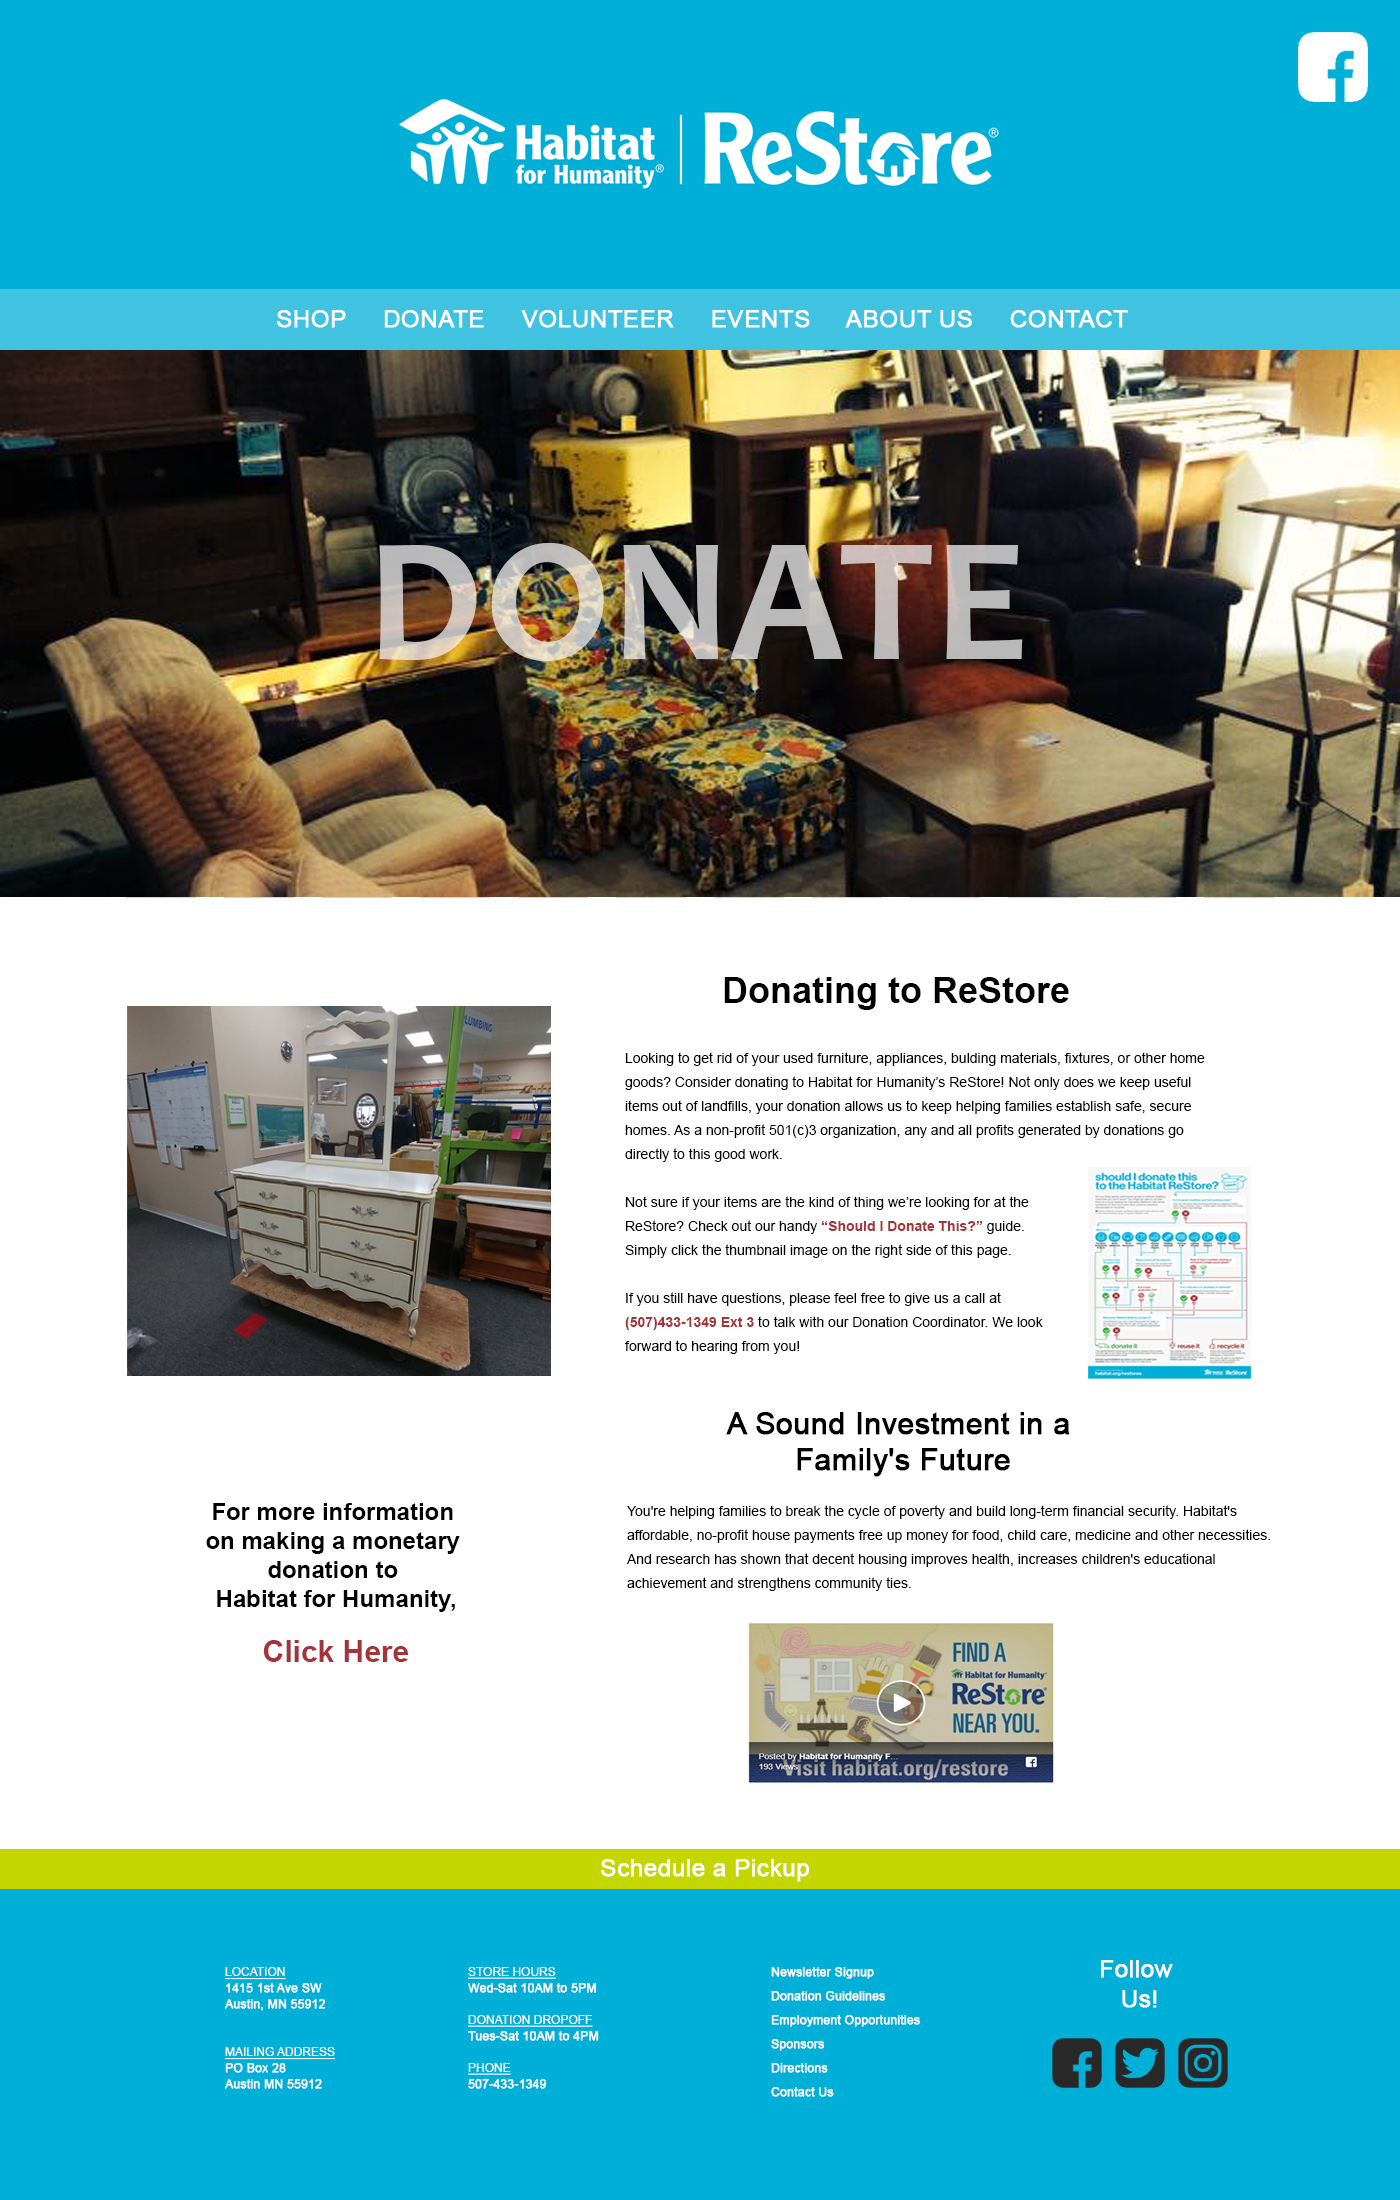 Habitat for Humanity® | ReStore®
SHOP DONATE VOLUNTEER EVENTS ABOUT US CONTACT
SALE!
DONATE
Donating to ReStore
PLUMBING
Looking to get rid of your used furniture, appliances, bulding materials, fixtures, or other home
goods? Consider donating to Habitat for Humanity’s ReStore! Not only does we keep useful
items out of landfills, your donation allows us to keep helping families establish safe, secure
homes. As a non-profit 501(c)3 organization, any and all profits generated by donations go
directly to this good work.
Not sure if your items are the kind of thing we’re looking for at the
ReStore? Check out our handy “Should I Donate This?” guide.
Simply click the thumbnail image on the right side of this page.
If you still have questions, please feel free to give us a call at
(507)433-1349 Ext 3 to talk with our Donation Coordinator. We look
forward to hearing from you!
should I donate this
to the Habitat ReStore?
donate it reuse it recycle it
habitat.org/restores
ReStore
A Sound Investment in a
Family's Future
You're helping families to break the cycle of poverty and build long-term financial security. Habitat's
affordable, no-profit house payments free up money for food, child care, medicine and other necessities.
And research has shown that decent housing improves health, increases children's educational
achievement and strengthens community ties.
For more information
on making a monetary
donation to
Habitat for Humanity,
Click Here
FIND A
Habitat for Humanity®
ReStore®
NEAR YOU.
Posted by Habitat for Humanity F...
193 Views
Visit habitat.org/restore
Schedule a Pickup
LOCATION
1415 1st Ave SW
Austin, MN 55912
MAILING ADDRESS
PO Box 28
Austin MN 55912
STORE HOURS
Wed-Sat 10AM to 5PM
DONATION DROPOFF
Tues-Sat 10AM to 4PM
PHONE
507-433-1349
Newsletter Signup
Donation Guidelines
Employment Opportunities
Sponsors
Directions
Contact Us
Follow
Us!